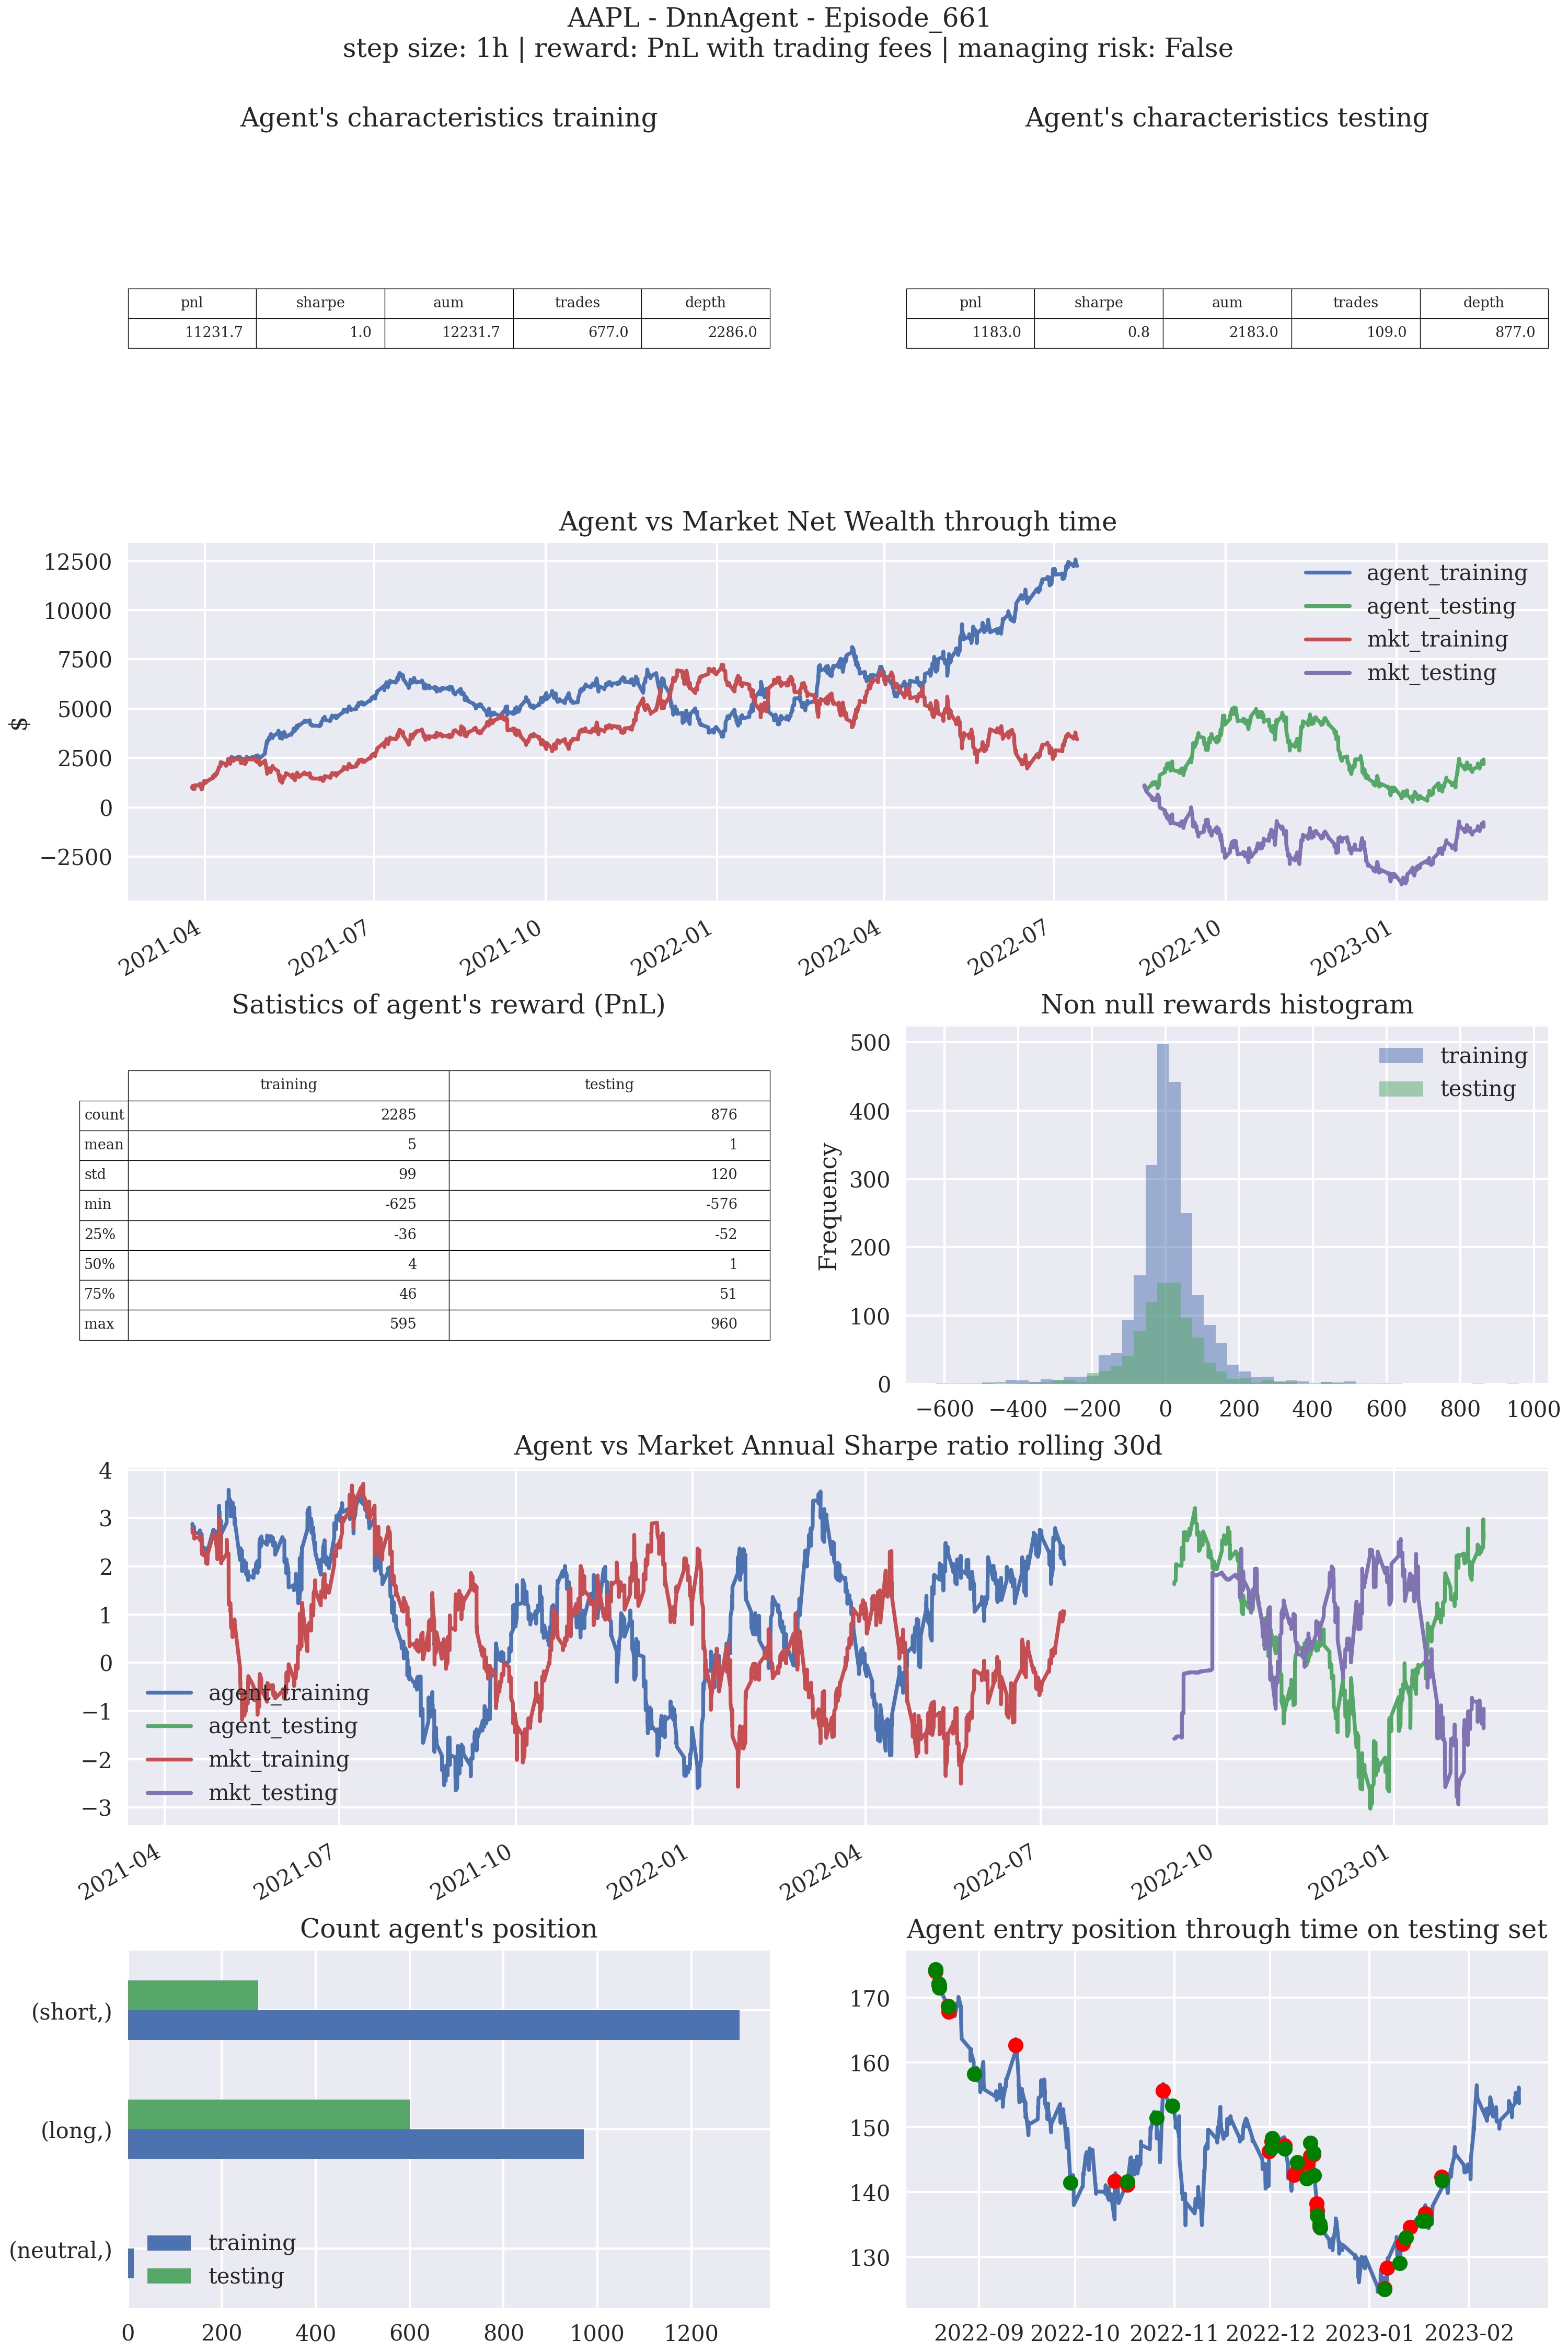 AAPL - DnnAgent - Episode_661
step size: 1h | reward: PnL with trading fees | managing risk: False
Agent's characteristics training
Agent's characteristics testing
pnl sharpe aum trades depth
11231.7 1.0 12231.7 677.0 2286.0
pnl sharpe aum trades depth
1183.0 0.8 2183.0 109.0 877.0
Agent vs Market Net Wealth through time
12500
10000
7500
5000
2500
0
−2500
$
agent_training
agent_testing
mkt_training
mkt_testing
2021-04 2021-07 2021-10 2022-01 2022-04 2022-07 2022-10 2023-01
Satistics of agent's reward (PnL)
training testing
count 2285 876
mean 5 1
std 99 120
min -625 -576
25% -36 -52
50% 4 1
75% 46 51
max 595 960
Non null rewards histogram
500
400
300
200
100
0
Frequency
training
testing
−600 −400 −200 0 200 400 600 800 1000
Agent vs Market Annual Sharpe ratio rolling 30d
4
3
2
1
0
−1
−2
−3
agent_training
agent_testing
mkt_training
mkt_testing
2021-04 2021-07 2021-10 2022-01 2022-04 2022-07 2022-10 2023-01
Count agent's position
(short,)
(long,)
(neutral,)
training
testing
0 200 400 600 800 1000 1200
Agent entry position through time on testing set
170
160
150
140
130
2022-09 2022-10 2022-11 2022-12 2023-01 2023-02